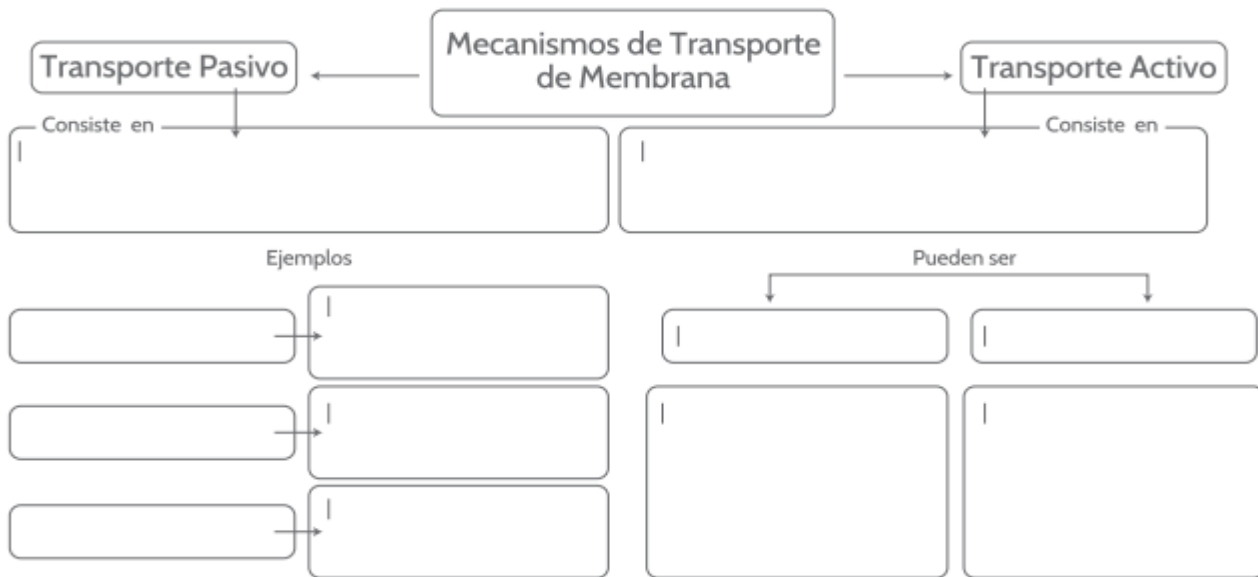 Mecanismos de Transporte
de Membrana
Transporte Pasivo
Transporte Activo
Consiste en
Consiste en
Ejemplos
Pueden ser